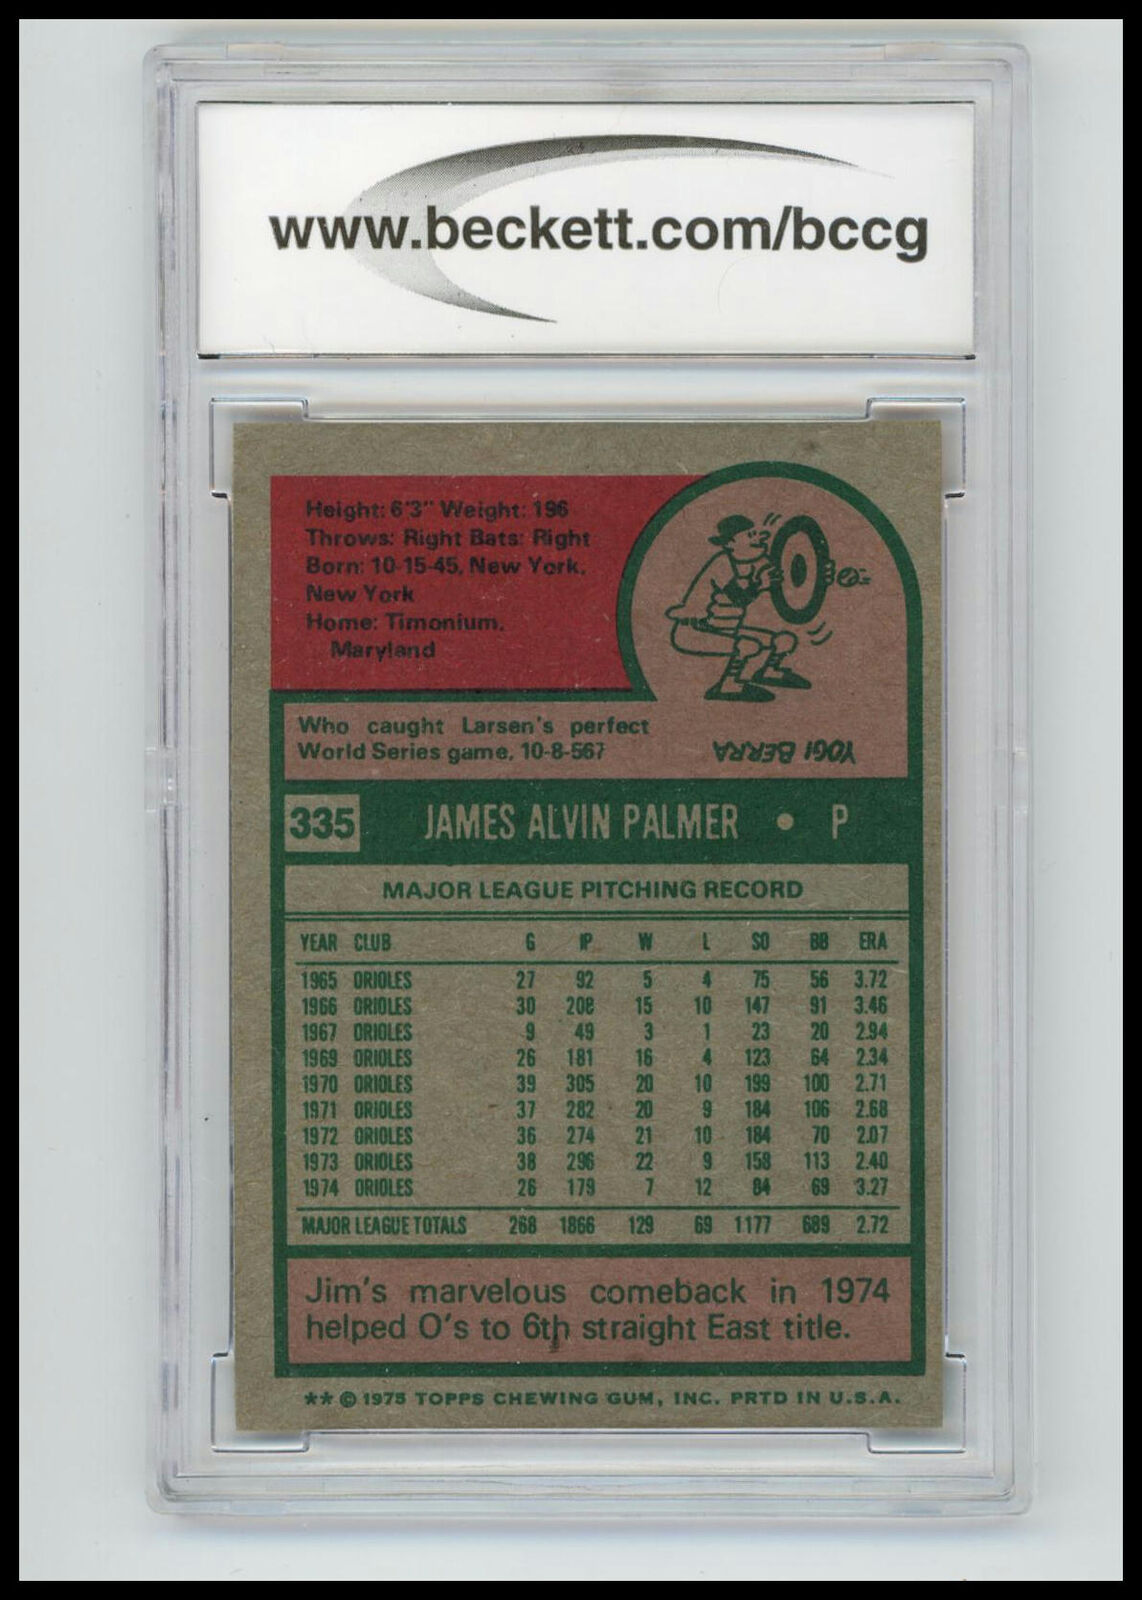 www.beckett.com/bccg
Height: 6'3" Weight: 196
Throws: Right Bats: Right
Born: 10-15-45, New York,
New York
Home: Timonium,
Maryland
Who caught Larsen's perfect
World Series game, 10-8-56?
YOGI BERRA
335 JAMES ALVIN PALMER • P
MAJOR LEAGUE PITCHING RECORD
YEAR CLUB G IP W L SO BB ERA
1965 ORIOLES 27 92 5 4 75 56 3.72
1966 ORIOLES 30 208 15 10 147 91 3.46
1967 ORIOLES 9 49 3 1 23 20 2.94
1969 ORIOLES 26 181 16 4 123 64 2.34
1970 ORIOLES 39 305 20 10 199 100 2.71
1971 ORIOLES 37 282 20 9 184 106 2.68
1972 ORIOLES 36 274 21 10 184 70 2.07
1973 ORIOLES 38 296 22 9 158 113 2.40
1974 ORIOLES 26 179 7 12 84 69 3.27
MAJOR LEAGUE TOTALS 268 1866 129 69 1177 689 2.72
Jim's marvelous comeback in 1974
helped O's to 6th straight East title.
** © 1975 TOPPS CHEWING GUM, INC. PRTD IN U.S.A.